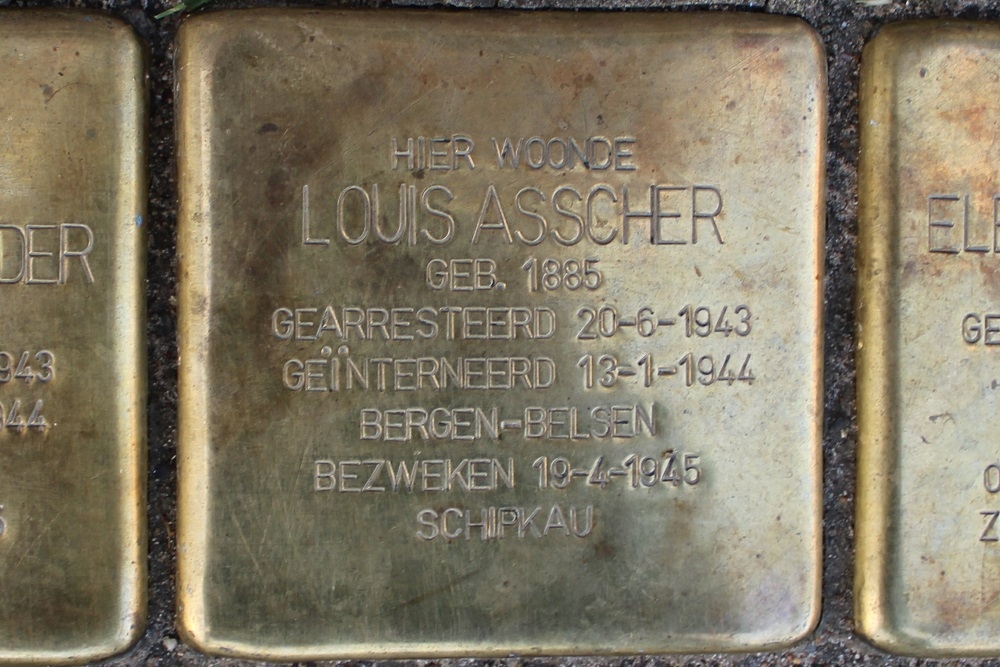 HIER WOONDE
LOUIS ASSCHER
GEB. 1885
GEARRESTEERD 20-6-1943
GEÏNTERNEERD 13-1-1944
BERGEN-BELSEN
BEZWEKEN 19-4-1945
SCHIPKAU